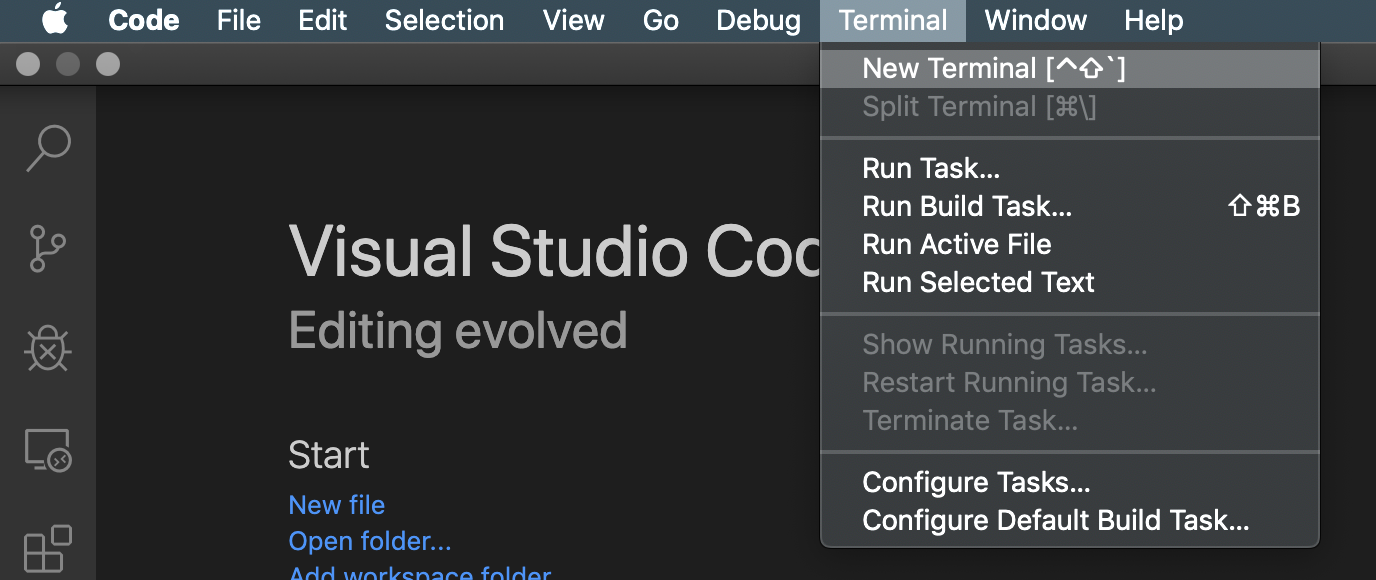 Code File Edit Selection View Go Debug Terminal Window Help
New Terminal [^⇧`]
Split Terminal [⌘\]
Run Task...
Run Build Task... ⇧⌘B
Run Active File
Run Selected Text
Show Running Tasks...
Restart Running Task...
Terminate Task...
Configure Tasks...
Configure Default Build Task...
Visual Studio Coc
Editing evolved
Start
New file
Open folder...
Add workspace folder